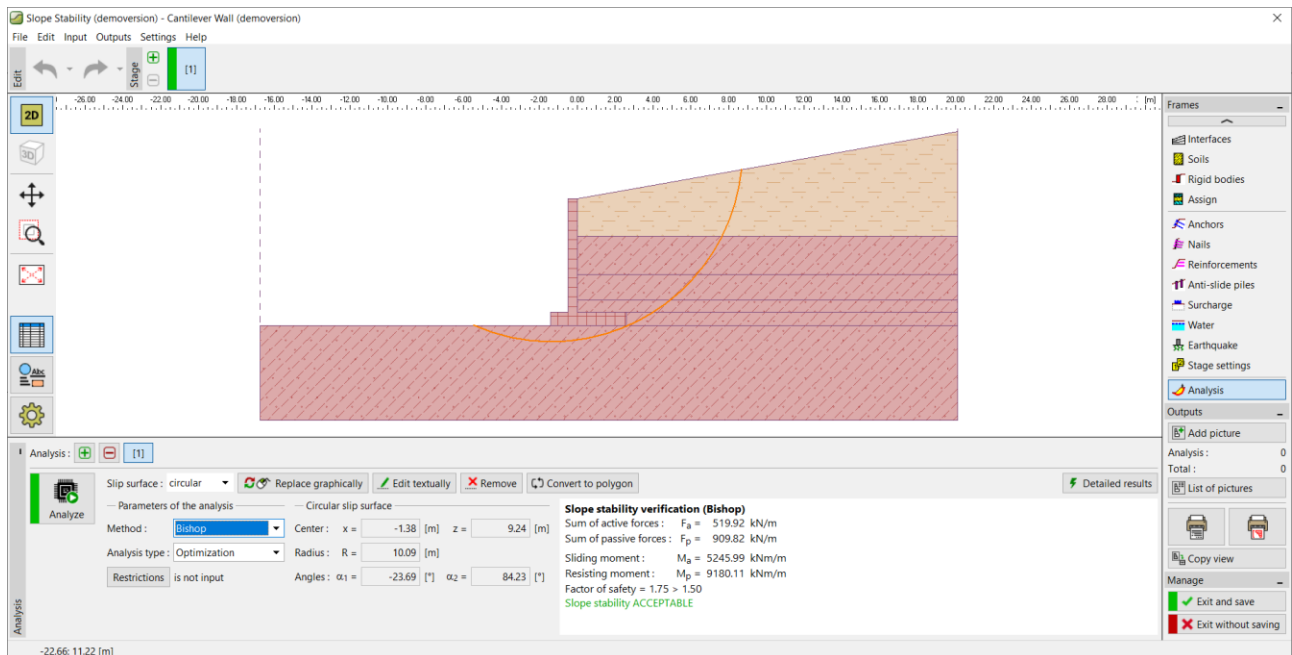 Slope Stability (demoversion) - Cantilever Wall (demoversion)
File Edit Input Outputs Settings Help
Edit
Stage
[1]
-26.00 -24.00 -22.00 -20.00 -18.00 -16.00 -14.00 -12.00 -10.00 -8.00 -6.00 -4.00 -2.00 0.00 2.00 4.00 6.00 8.00 10.00 12.00 14.00 16.00 18.00 20.00 22.00 24.00 26.00 28.00 [m]
2D
3D
Abc
Frames
Interfaces
Soils
Rigid bodies
Assign
Anchors
Nails
Reinforcements
Anti-slide piles
Surcharge
Water
Earthquake
Stage settings
Analysis
Outputs
Add picture
Analysis : 0
Total : 0
List of pictures
Copy view
Manage
Exit and save
Exit without saving
Analysis : [1]
Analyze
Slip surface : circular Replace graphically Edit textually Remove Convert to polygon Detailed results
Parameters of the analysis
Method : Bishop
Analysis type : Optimization
Restrictions is not input
Circular slip surface
Center : x = -1.38 [m] z = 9.24 [m]
Radius : R = 10.09 [m]
Angles : α1 = -23.69 [°] α2 = 84.23 [°]
Slope stability verification (Bishop)
Sum of active forces : Fa = 519.92 kN/m
Sum of passive forces : Fp = 909.82 kN/m
Sliding moment : Ma = 5245.99 kNm/m
Resisting moment : Mp = 9180.11 kNm/m
Factor of safety = 1.75 > 1.50
Slope stability ACCEPTABLE
Analysis
-22.66; 11.22 [m]